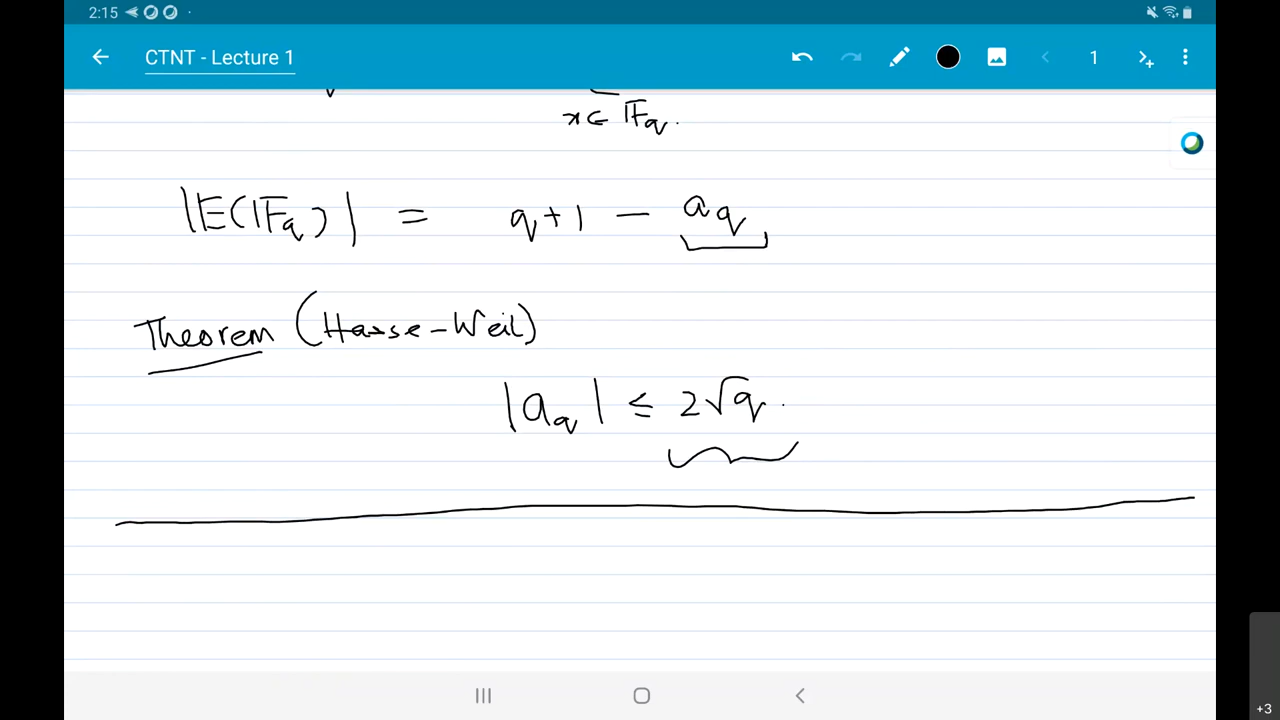 2:15
CTNT - Lecture 1
1
x ∈ 𝔽q.
|E(𝔽q)| = q+1 - aq
Theorem (Hasse-Weil)
|aq| ≤ 2√q.
+3